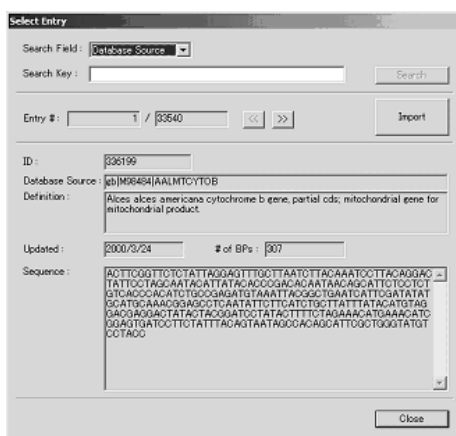 Select Entry
Search Field : Database Source
Search Key : Search
Entry #: 1 / 33540 << >> Import
ID : 336199
Database Source : gb|M98484|AALMTCYTOB
Definition : Alces alces americana cytochrome b gene, partial cds; mitochondrial gene for
mitochondrial product.
Updated : 2000/3/24 # of BPs : 307
Sequence : ACTTCGGTTCTCTATTAGGAGTTTGCTTAATCTTACAAATCCTTACAGGAC
TATTCCTAGCAATACATTATACACCCGACACAATAACAGCATTCTCCTCT
GTCACCCACATCTGCCGAGATGTAAATTACGGCTGAATCATTCGATATAT
GCATGCAAACGGAGCCTCAATATTCTTCATCTGCTTATTTATACATGTAG
GACGAGGACTATACTACGGATCCTATACTTTTCTAGAAACATGAAACATC
GGAGTGATCCTTCTATTTACAGTAATAGCCACAGCATTCGCTGGGTATGT
CCTACC
Close